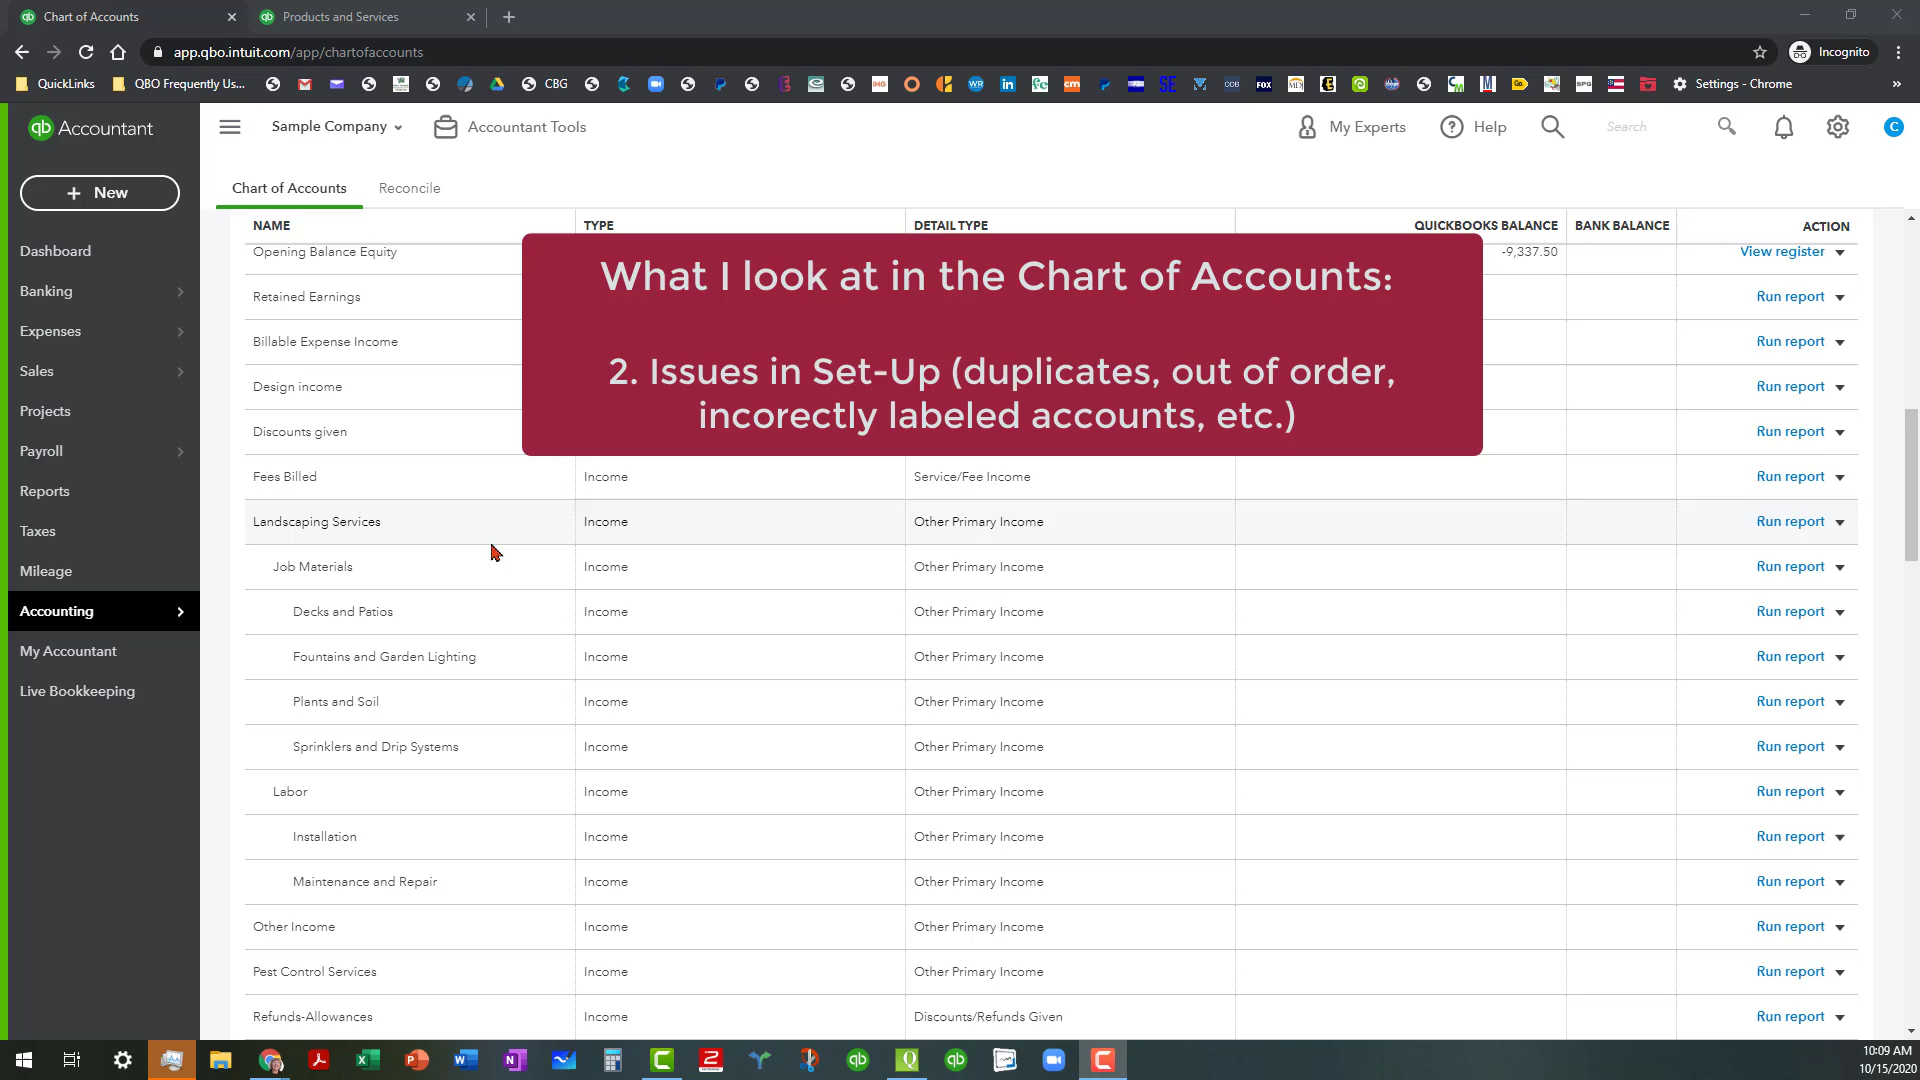 Chart of Accounts
Products and Services
app.qbo.intuit.com/app/chartofaccounts
Incognito
QuickLinks
QBO Frequently Us...
CBG
Settings - Chrome
qb Accountant
Sample Company
Accountant Tools
My Experts
Help
Search
C
+ New
Chart of Accounts
Reconcile
Dashboard
Banking
Expenses
Sales
Projects
Payroll
Reports
Taxes
Mileage
Accounting
My Accountant
Live Bookkeeping
NAME TYPE DETAIL TYPE QUICKBOOKS BALANCE BANK BALANCE ACTION
Opening Balance Equity -9,337.50 View register
Retained Earnings Run report
Billable Expense Income Run report
Design income Run report
Discounts given Run report
What I look at in the Chart of Accounts:
2. Issues in Set-Up (duplicates, out of order,
incorectly labeled accounts, etc.)
Fees Billed Income Service/Fee Income Run report
Landscaping Services Income Other Primary Income Run report
Job Materials Income Other Primary Income Run report
Decks and Patios Income Other Primary Income Run report
Fountains and Garden Lighting Income Other Primary Income Run report
Plants and Soil Income Other Primary Income Run report
Sprinklers and Drip Systems Income Other Primary Income Run report
Labor Income Other Primary Income Run report
Installation Income Other Primary Income Run report
Maintenance and Repair Income Other Primary Income Run report
Other Income Income Other Primary Income Run report
Pest Control Services Income Other Primary Income Run report
Refunds-Allowances Income Discounts/Refunds Given Run report
10:09 AM
10/15/2020